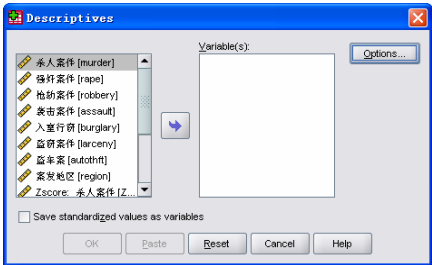 Descriptives
Variable(s):
Options...
杀人案件 [murder]
强奸案件 [rape]
抢劫案件 [robbery]
袭击案件 [assault]
入室行窃 [burglary]
盗窃案件 [larceny]
盗车案 [autothft]
案发地区 [region]
Zscore: 杀人案件 [Z...
Save standardized values as variables
OK
Paste
Reset
Cancel
Help